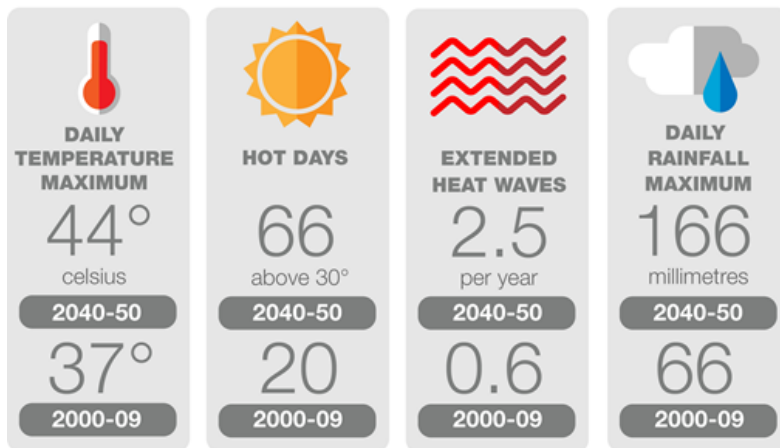 DAILY
TEMPERATURE
MAXIMUM
44°
celsius
2040-50
37°
2000-09
HOT DAYS
66
above 30°
2040-50
20
2000-09
EXTENDED
HEAT WAVES
2.5
per year
2040-50
0.6
2000-09
DAILY
RAINFALL
MAXIMUM
166
millimetres
2040-50
66
2000-09